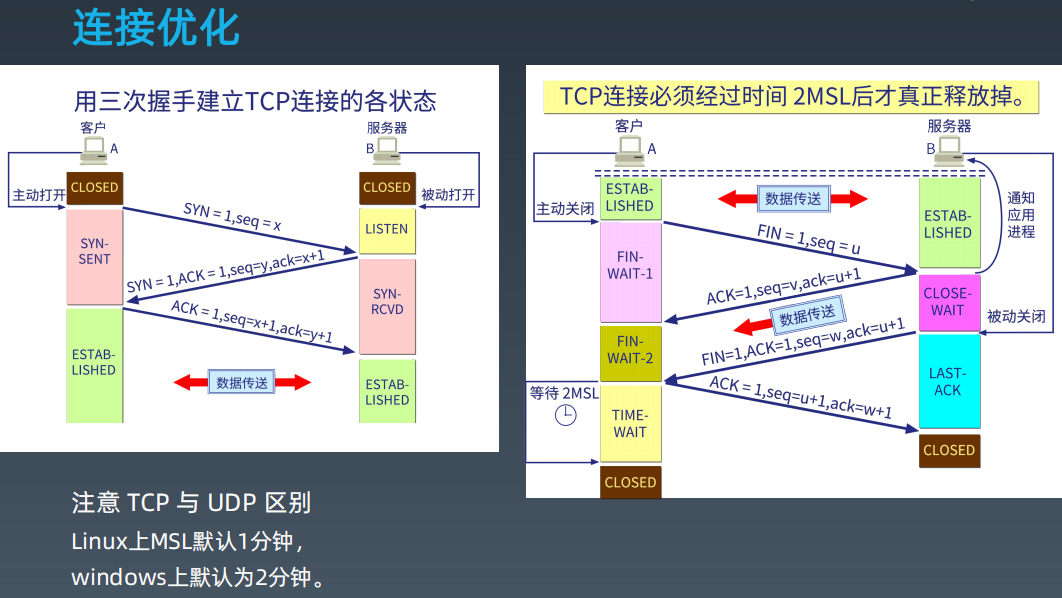 连接优化
用三次握手建立TCP连接的各状态
客户
服务器
A
B
主动打开
CLOSED
CLOSED
被动打开
SYN = 1,seq = x
LISTEN
SYN-
SENT
SYN = 1,ACK = 1,seq=y,ack=x+1
SYN-
RCVD
ACK = 1,seq=x+1,ack=y+1
ESTAB-
LISHED
数据传送
ESTAB-
LISHED
TCP连接必须经过时间 2MSL后才真正释放掉。
客户
服务器
A
B
ESTAB-
LISHED
数据传送
通知
应用
进程
主动关闭
ESTAB-
LISHED
FIN = 1,seq = u
FIN-
WAIT-1
ACK=1,seq=v,ack=u+1
CLOSE-
WAIT
数据传送
被动关闭
FIN-
WAIT-2
FIN=1,ACK=1,seq=w,ack=u+1
等待 2MSL
ACK = 1,seq=u+1,ack=w+1
LAST-
ACK
TIME-
WAIT
CLOSED
CLOSED
注意 TCP 与 UDP 区别
Linux上MSL默认1分钟，
windows上默认为2分钟。